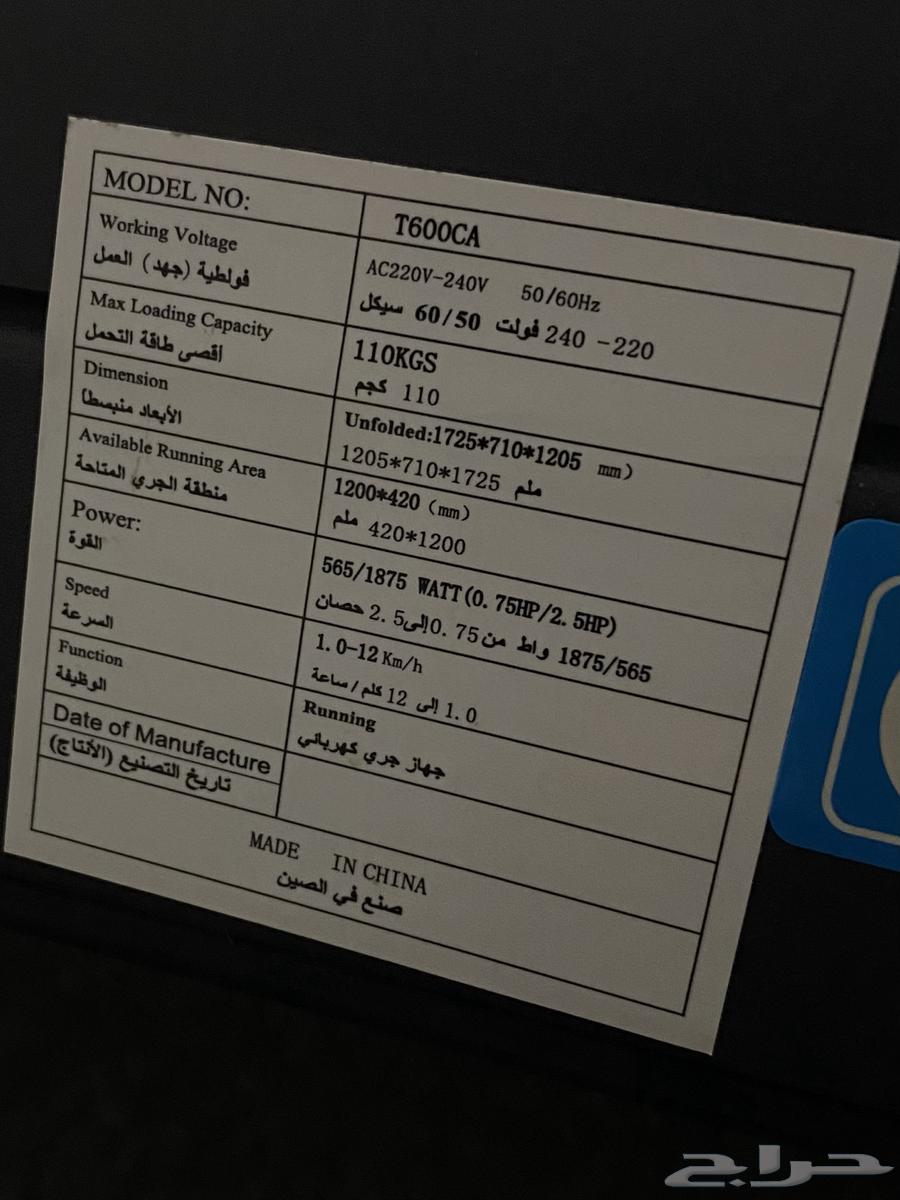 MODEL NO:
T600CA
Working Voltage
فولطية (جهد) العمل
AC220V-240V 50/60Hz
220- 240 فولت 60/50 سيكل
Max Loading Capacity
أقصى طاقة التحمل
110KGS
110 كجم
Dimension
الأبعاد منبسطا
Unfolded:1725*710*1205 mm)
1205*710*1725 ملم
Available Running Area
منطقة الجري المتاحة
1200*420 (mm)
420*1200 ملم
Power:
القوة
565/1875 WATT(0.75HP/2.5HP)
1875/565 واط من 0.75إلى2.5 حصان
Speed
السرعة
1.0-12 Km/h
1.0 إلى 12 كلم/ساعة
Function
الوظيفة
Running
جهاز جري كهربائي
Date of Manufacture
تاريخ التصنيع (الأنتاج)
MADE IN CHINA
صنع في الصين
حراج